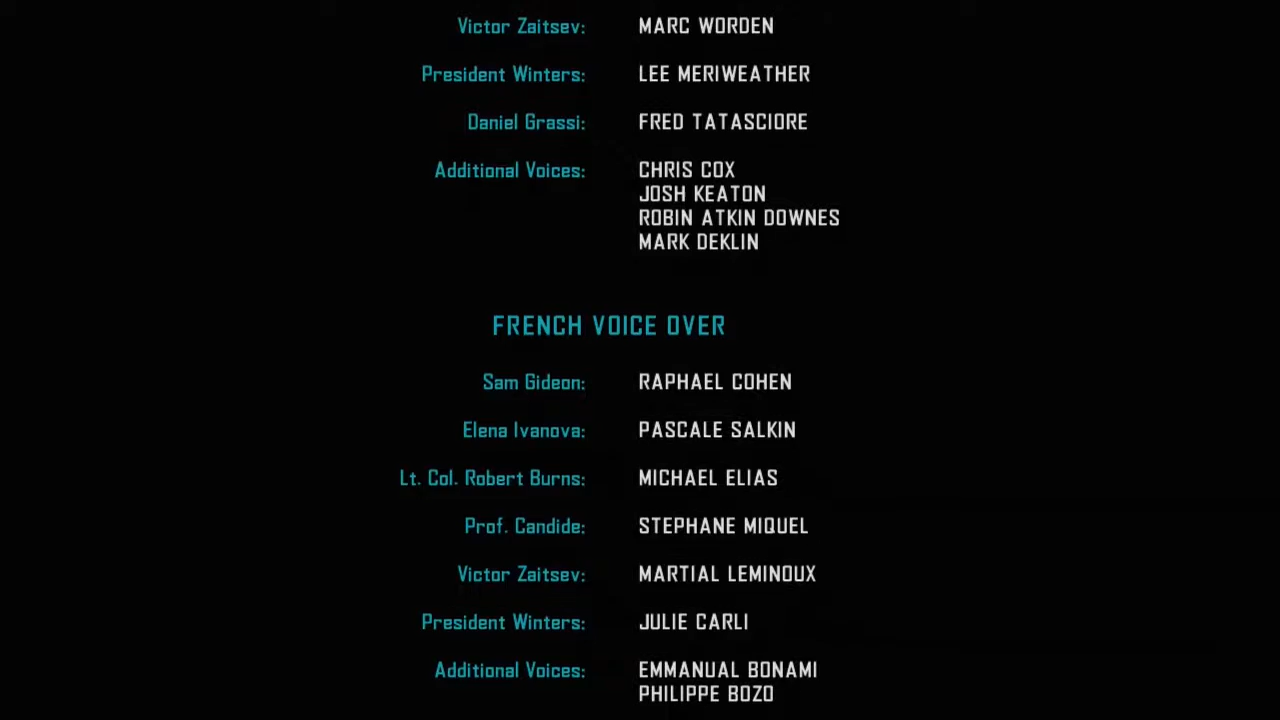 Victor Zaitsev: MARC WORDEN
President Winters: LEE MERIWEATHER
Daniel Grassi: FRED TATASCIORE
Additional Voices: CHRIS COX
JOSH KEATON
ROBIN ATKIN DOWNES
MARK DEKLIN
FRENCH VOICE OVER
Sam Gideon: RAPHAEL COHEN
Elena Ivanova: PASCALE SALKIN
Lt. Col. Robert Burns: MICHAEL ELIAS
Prof. Candide: STEPHANE MIQUEL
Victor Zaitsev: MARTIAL LEMINOUX
President Winters: JULIE CARLI
Additional Voices: EMMANUAL BONAMI
PHILIPPE BOZO